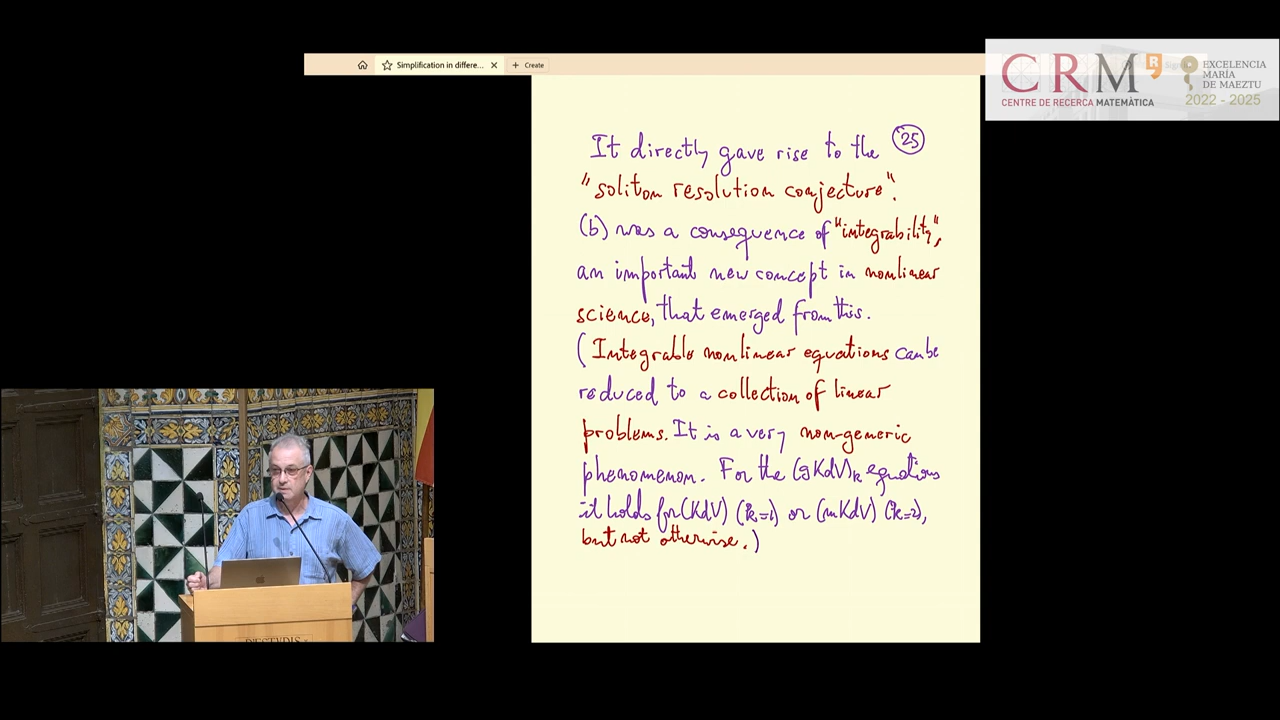 Simplification in differe...
Create
CRM
CENTRE DE RECERCA MATEMÀTICA
EXCELENCIA
MARÍA
DE MAEZTU
2022 - 2025
It directly gave rise to the 25
"soliton resolution conjecture".
(b) was a consequence of "integrability",
an important new concept in nonlinear
science, that emerged from this.
(Integrable nonlinear equations can be
reduced to a collection of linear
problems. It is a very non-generic
phenomenon. For the (gKdV)k equations
it holds for (KdV) (k=1) or (mKdV) (k=2),
but not otherwise.)
D'ESTUDIS